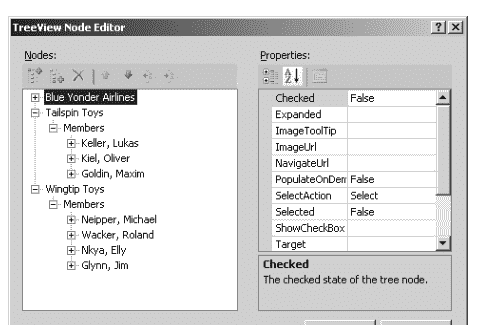 TreeView Node Editor
Nodes:
Blue Yonder Airlines
Tailspin Toys
Members
Keller, Lukas
Kiel, Oliver
Goldin, Maxim
Wingtip Toys
Members
Neipper, Michael
Wacker, Roland
Nkya, Elly
Glynn, Jim
Properties:
Checked False
Expanded
ImageToolTip
ImageUrl
NavigateUrl
PopulateOnDem False
SelectAction Select
Selected False
ShowCheckBox
Target
Checked
The checked state of the tree node.